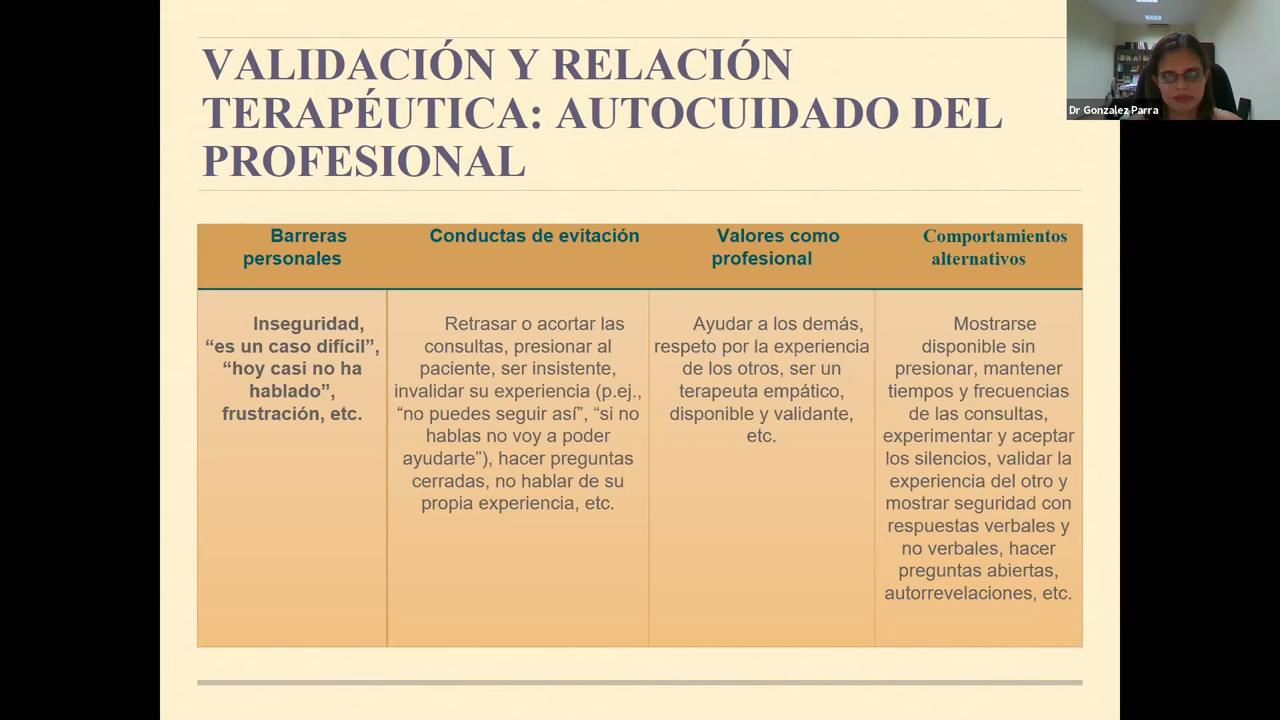 VALIDACIÓN Y RELACIÓN
TERAPÉUTICA: AUTOCUIDADO DEL
PROFESIONAL
Dr Gonzalez Parra
Barreras
personales
Conductas de evitación
Valores como
profesional
Comportamientos
alternativos
Inseguridad,
“es un caso difícil”,
“hoy casi no ha
hablado”,
frustración, etc.
Retrasar o acortar las
consultas, presionar al
paciente, ser insistente,
invalidar su experiencia (p.ej.,
“no puedes seguir así”, “si no
hablas no voy a poder
ayudarte”), hacer preguntas
cerradas, no hablar de su
propia experiencia, etc.
Ayudar a los demás,
respeto por la experiencia
de los otros, ser un
terapeuta empático,
disponible y validante,
etc.
Mostrarse
disponible sin
presionar, mantener
tiempos y frecuencias
de las consultas,
experimentar y aceptar
los silencios, validar la
experiencia del otro y
mostrar seguridad con
respuestas verbales y
no verbales, hacer
preguntas abiertas,
autorrevelaciones, etc.